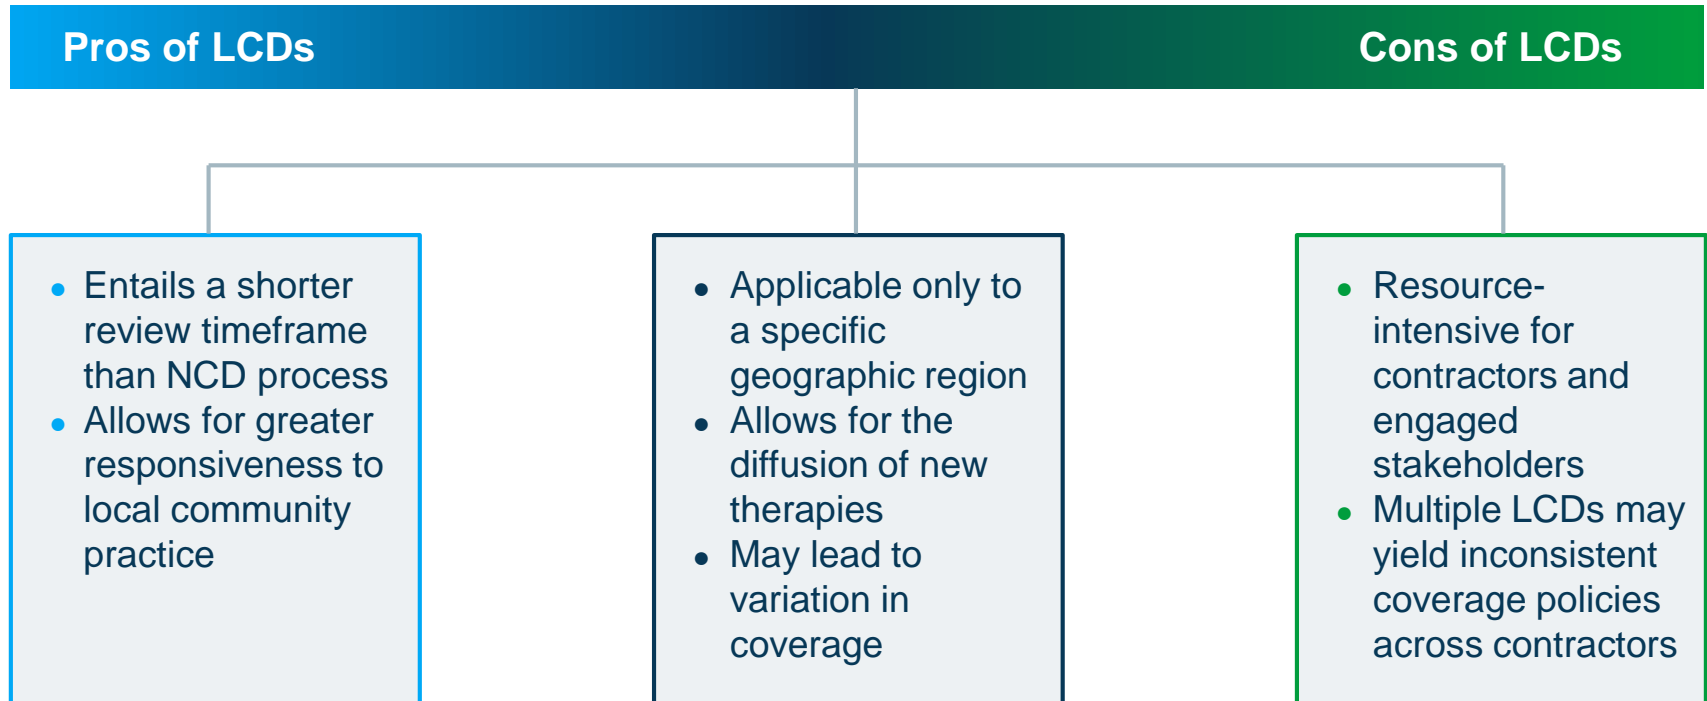 Pros of LCDs
Cons of LCDs
• Entails a shorter
review timeframe
than NCD process
• Allows for greater
responsiveness to
local community
practice
• Applicable only to
a specific
geographic region
• Allows for the
diffusion of new
therapies
• May lead to
variation in
coverage
• Resource-
intensive for
contractors and
engaged
stakeholders
• Multiple LCDs may
yield inconsistent
coverage policies
across contractors